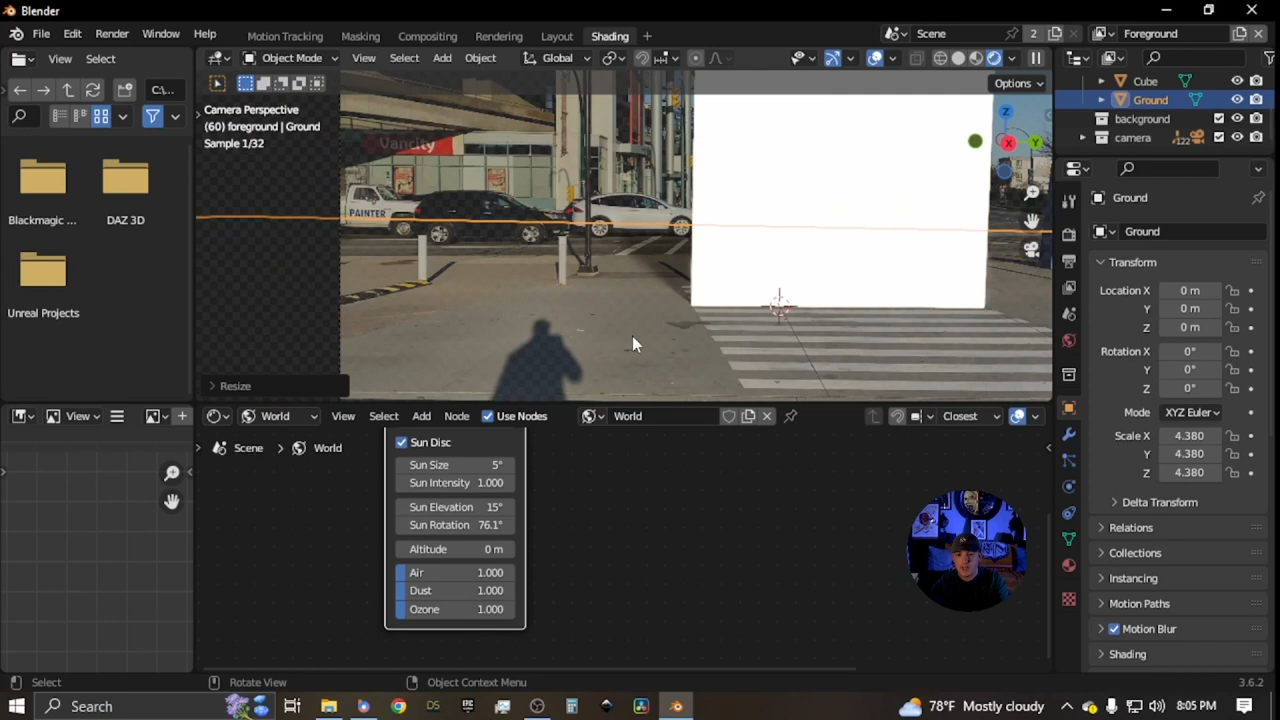 Blender
File
Edit
Render
Window
Help
Motion Tracking
Masking
Compositing
Rendering
Layout
Shading
+
Scene
2
Foreground
View
Select
Object Mode
View
Select
Add
Object
Global
C:...
Blackmagic ...
DAZ 3D
Unreal Projects
Options
Camera Perspective
(60) foreground | Ground
Sample 1/32
Vancity
PAINTER
Z
X
Y
Resize
Cube
Ground
background
camera
122
Ground
Ground
Transform
Location X 0 m
Y 0 m
Z 0 m
Rotation X 0°
Y 0°
Z 0°
Mode XYZ Euler
Scale X 4.380
Y 4.380
Z 4.380
Delta Transform
Relations
Collections
Instancing
Motion Paths
Motion Blur
Shading
View
World
View
Select
Add
Node
Use Nodes
World
Closest
Scene
World
Sun Disc
Sun Size 5°
Sun Intensity 1.000
Sun Elevation 15°
Sun Rotation 76.1°
Altitude 0 m
Air 1.000
Dust 1.000
Ozone 1.000
Select
Rotate View
Object Context Menu
3.6.2
Search
DS
EPIC
78°F Mostly cloudy
8:05 PM